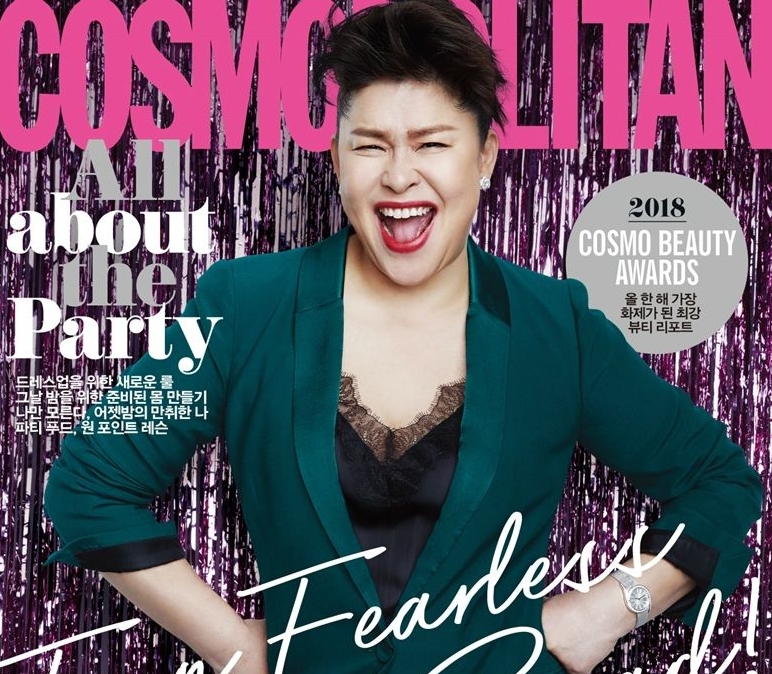 COSMOPOLITAN
All
about
the
Party
드레스업을 위한 새로운 룰
그날 밤을 위한 준비된 몸 만들기
나만 모른다, 어젯밤의 만취한 나
파티 푸드, 원 포인트 레슨
2018
COSMO BEAUTY
AWARDS
올 한 해 가장
화제가 된 최강
뷰티 리포트
Fearless